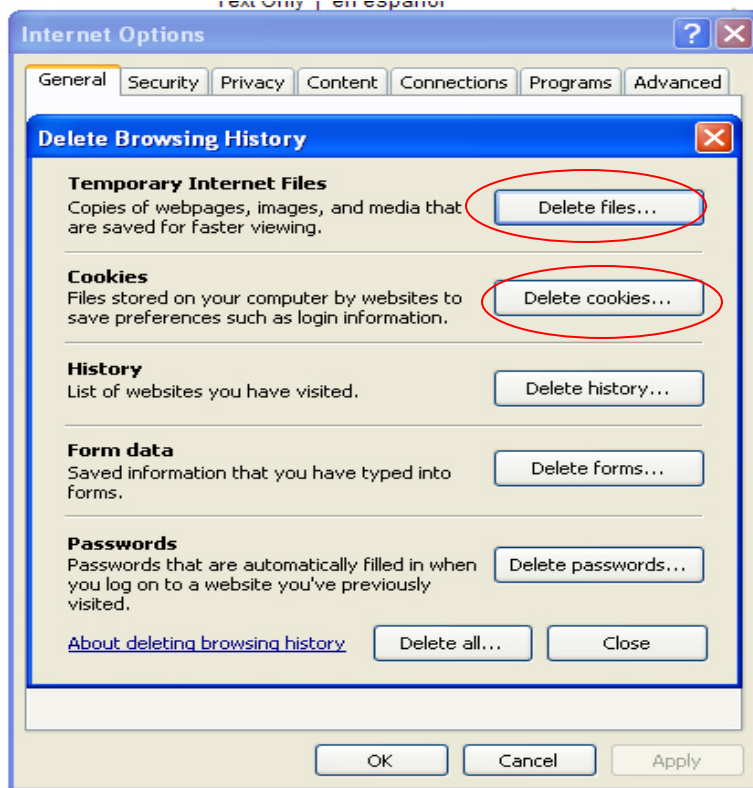 Text Only | en español
Internet Options
?
General Security Privacy Content Connections Programs Advanced
Delete Browsing History
Temporary Internet Files
Copies of webpages, images, and media that
are saved for faster viewing.
Delete files...
Cookies
Files stored on your computer by websites to
save preferences such as login information.
Delete cookies...
History
List of websites you have visited.
Delete history...
Form data
Saved information that you have typed into
forms.
Delete forms...
Passwords
Passwords that are automatically filled in when
you log on to a website you've previously
visited.
Delete passwords...
About deleting browsing history Delete all... Close
OK Cancel Apply